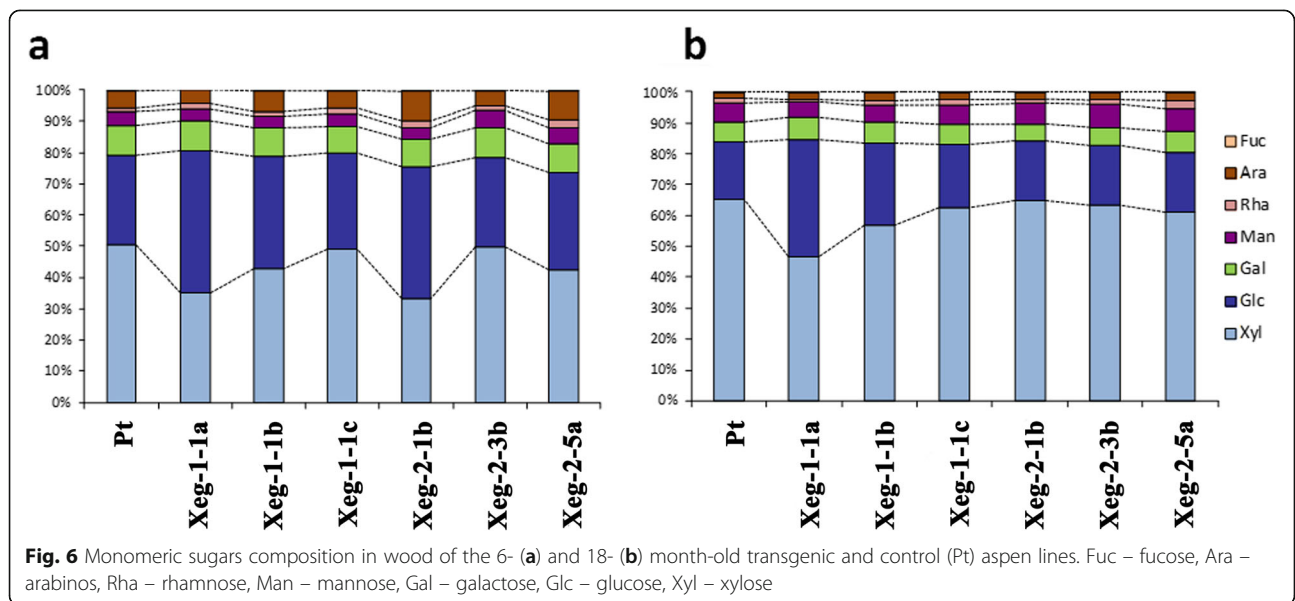 a
b
100%
90%
80%
70%
60%
50%
40%
30%
20%
10%
0%
Pt
Xeg-1-1a
Xeg-1-1b
Xeg-1-1c
Xeg-2-1b
Xeg-2-3b
Xeg-2-5a
100%
90%
80%
70%
60%
50%
40%
30%
20%
10%
0%
Pt
Xeg-1-1a
Xeg-1-1b
Xeg-1-1c
Xeg-2-1b
Xeg-2-3b
Xeg-2-5a
Fuc
Ara
Rha
Man
Gal
Glc
Xyl
Fig. 6 Monomeric sugars composition in wood of the 6- (a) and 18- (b) month-old transgenic and control (Pt) aspen lines. Fuc – fucose, Ara –
arabinos, Rha – rhamnose, Man – mannose, Gal – galactose, Glc – glucose, Xyl – xylose